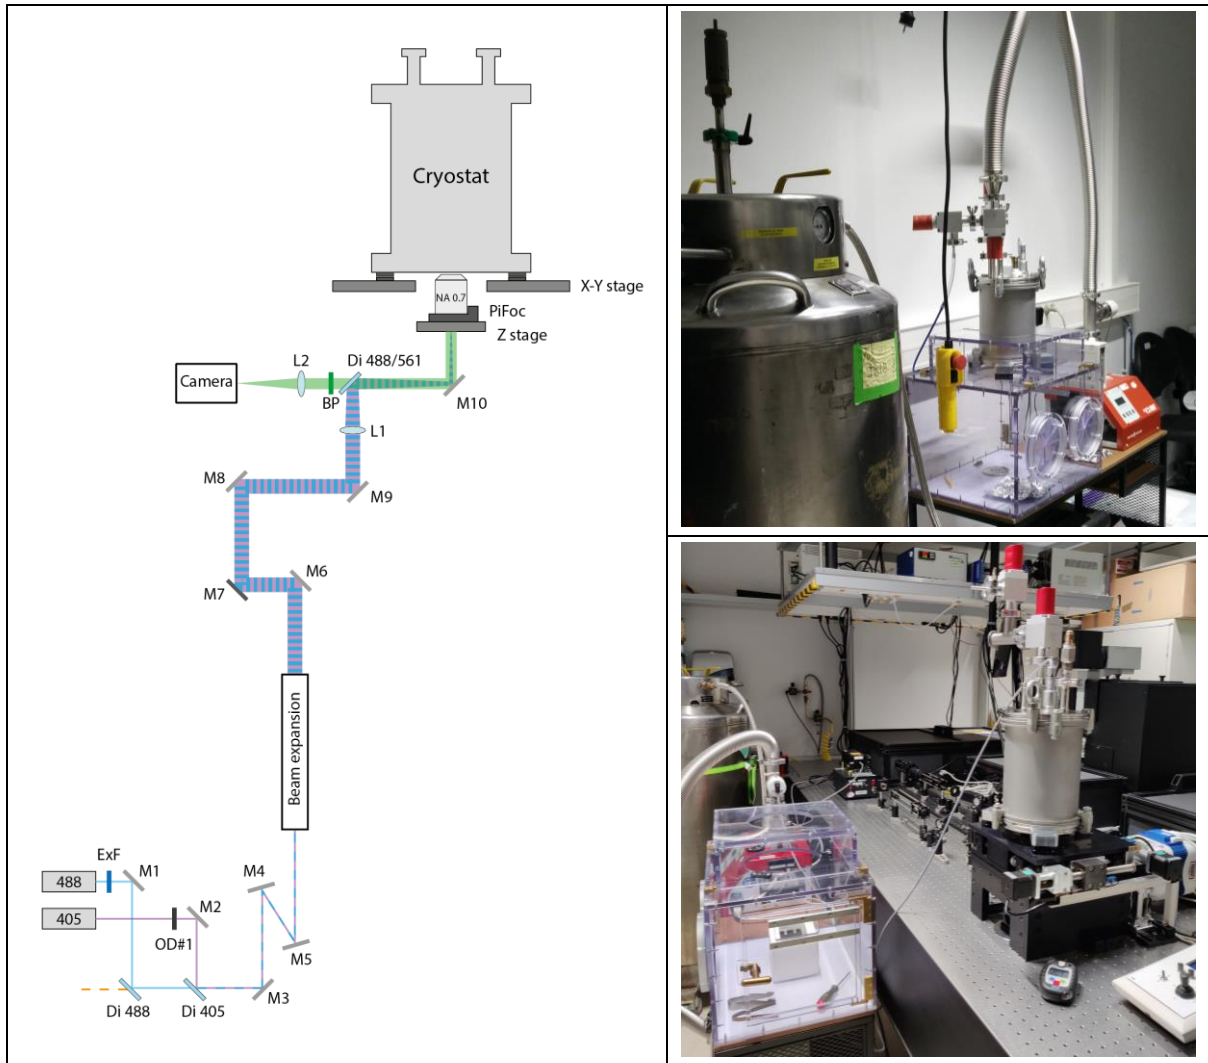 Cryostat
X-Y stage
NA 0.7
PiFoc
Z stage
L2
Di 488/561
Camera
BP
M10
L1
M8
M9
M6
M7
Beam expansion
ExF
M1
M4
488
405
M2
OD#1
M5
M3
Di 488
Di 405